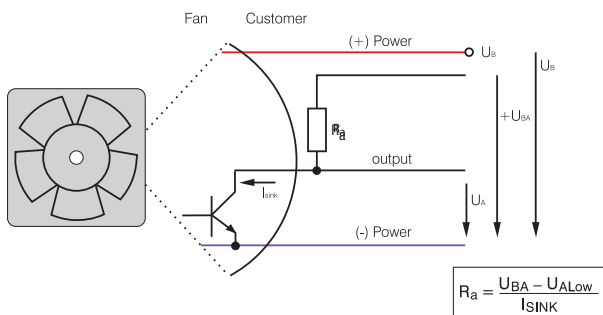 Fan Customer
(+) Power
UB
UB
Ra
+UBA
output
Isink
UA
(-) Power
Ra = UBA – UALow
ISINK